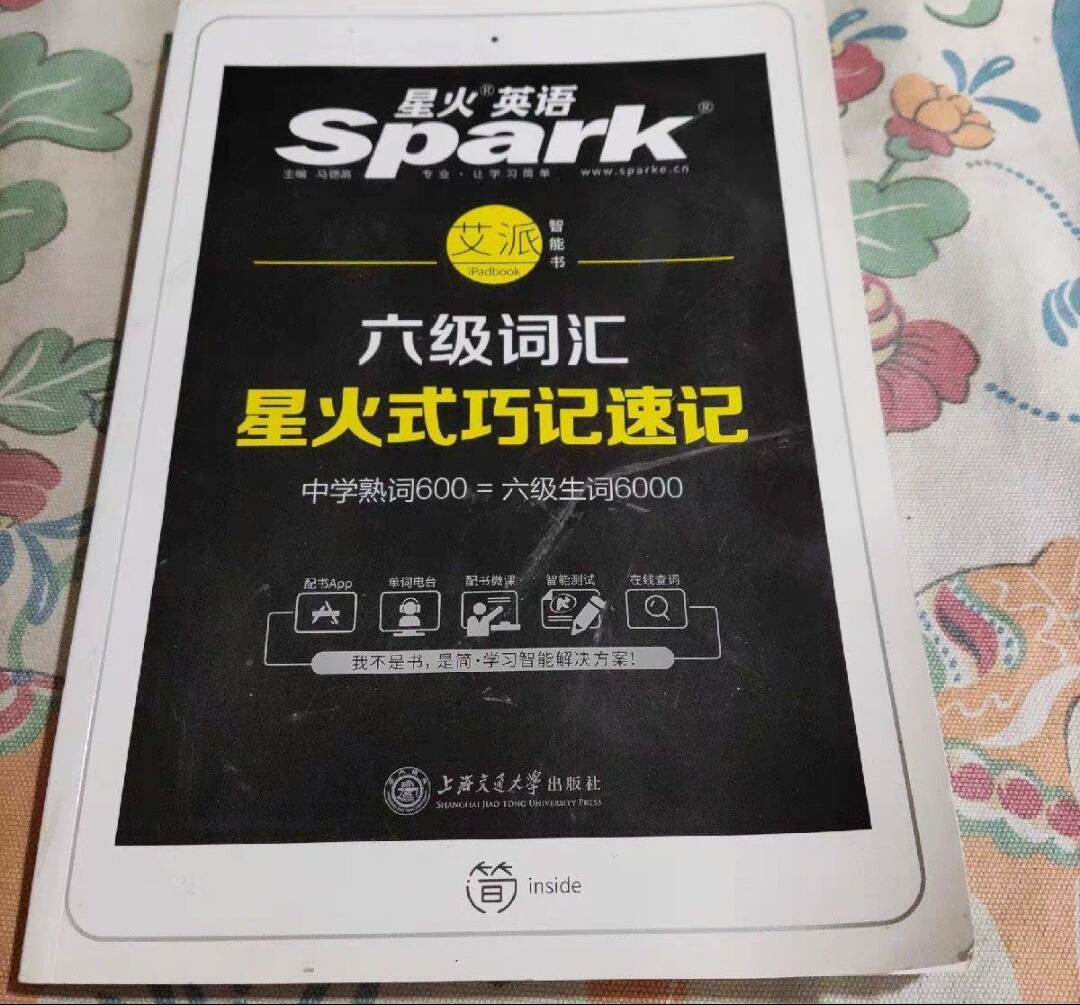 星火®英语
Spark®
主编 马德高 专业·让学习简单 www.sparke.cn
艾派
iPadbook
智能书
六级词汇
星火式巧记速记
中学熟词600 = 六级生词6000
配书App 单词电台 配书微课 智能测试 在线查词
我不是书,是简·学习智能解决方案!
上海交通大学出版社
SHANGHAI JIAO TONG UNIVERSITY PRESS
简 inside